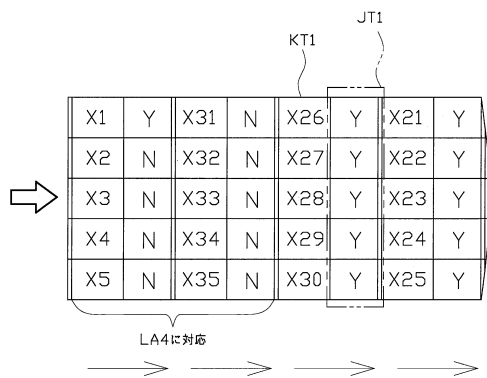 JT1
KT1
X1 Y X31 N X26 Y X21 Y
X2 N X32 N X27 Y X22 Y
X3 N X33 N X28 Y X23 Y
X4 N X34 N X29 Y X24 Y
X5 N X35 N X30 Y X25 Y
LA4に対応